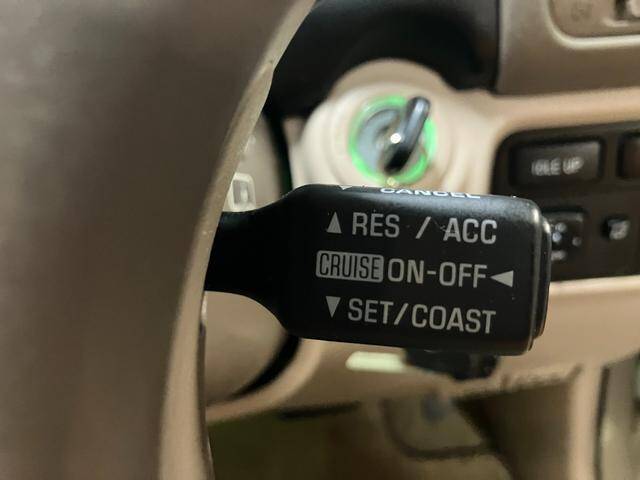 IDLE UP
CANCEL
▲ RES / ACC
CRUISE ON-OFF ◄
▼ SET/COAST